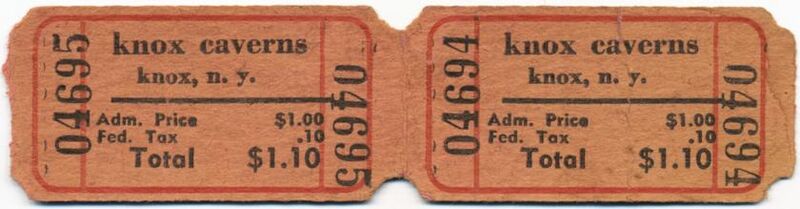 04695
knox caverns
knox, n. y.
Adm. Price $1.00
Fed. Tax .10
Total $1.10
04695
04694
knox caverns
knox, n. y.
Adm. Price $1.00
Fed. Tax .10
Total $1.10
04694